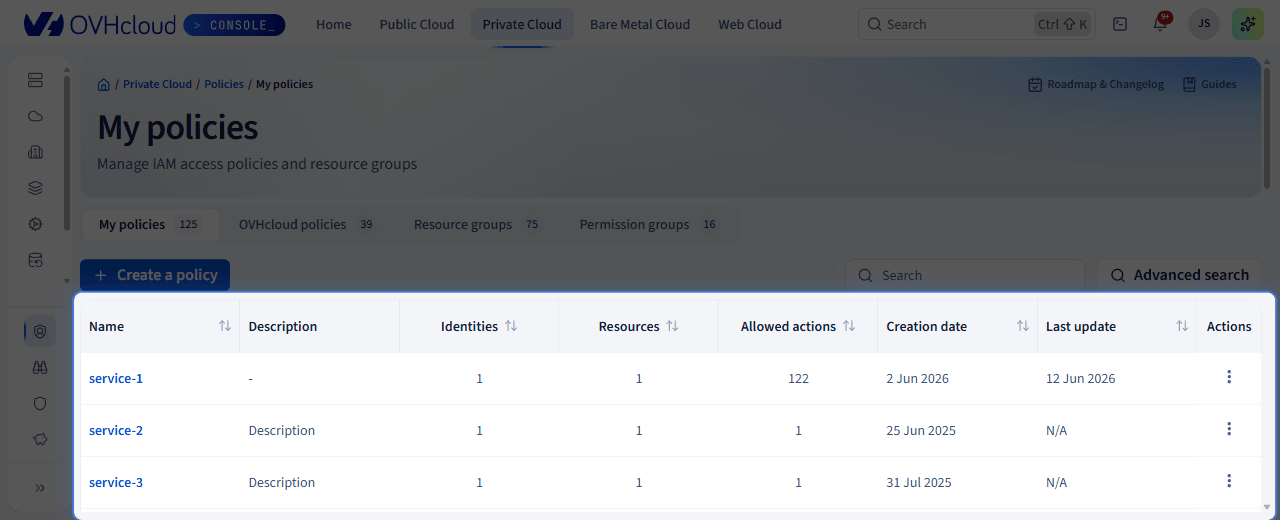 OVHcloud > CONSOLE_ Home Public Cloud Private Cloud Bare Metal Cloud Web Cloud Search Ctrl K 9+ JS
/ Private Cloud / Policies / My policies Roadmap & Changelog Guides
My policies
Manage IAM access policies and resource groups
My policies 125 OVHcloud policies 39 Resource groups 75 Permission groups 16
+ Create a policy Search Advanced search
Name Description Identities Resources Allowed actions Creation date Last update Actions
service-1 - 1 1 122 2 Jun 2026 12 Jun 2026
service-2 Description 1 1 1 25 Jun 2025 N/A
service-3 Description 1 1 1 31 Jul 2025 N/A